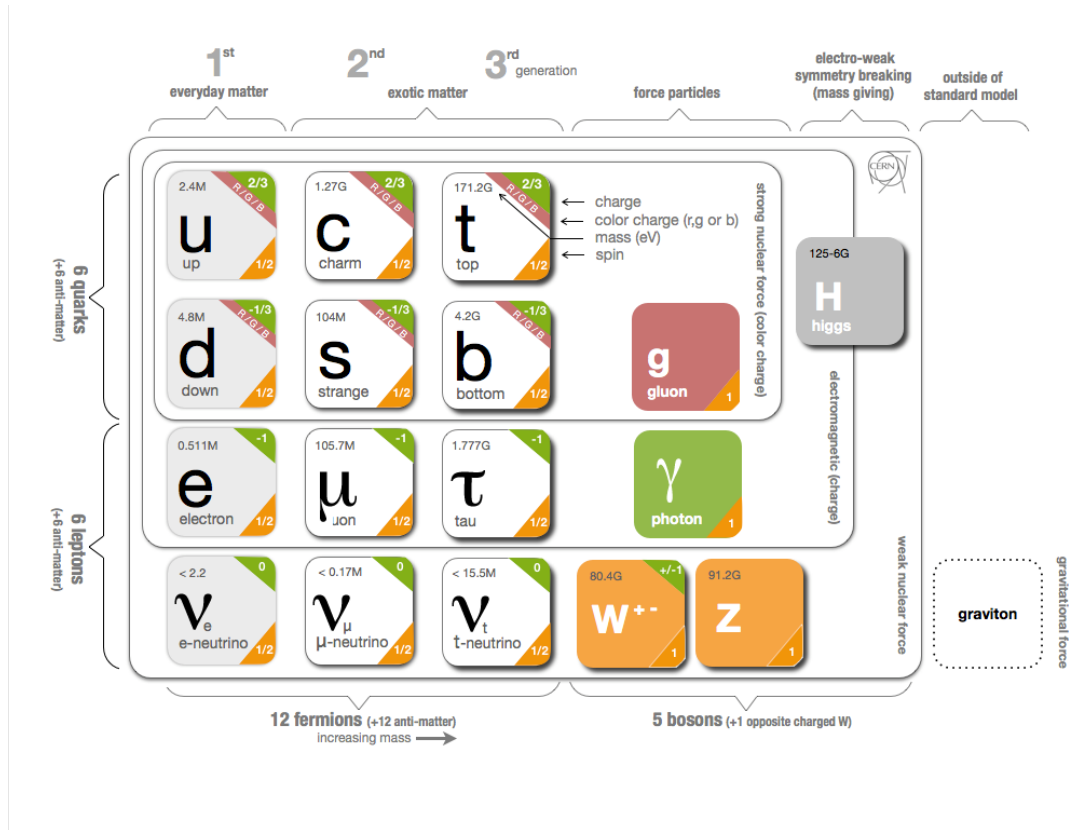 1st
2nd
3rd generation
everyday matter
exotic matter
force particles
electro-weak
symmetry breaking
(mass giving)
outside of
standard model
6 quarks
(+6 anti-matter)
6 leptons
(+6 anti-matter)
2.4M
2/3
R/G/B
u
up
1/2
1.27G
2/3
R/G/B
c
charm
1/2
171.2G
2/3
R/G/B
t
top
1/2
charge
color charge (r,g or b)
mass (eV)
spin
strong nuclear force (color charge)
CERN
125-6G
H
higgs
4.8M
-1/3
R/G/B
d
down
1/2
104M
-1/3
R/G/B
s
strange
1/2
4.2G
-1/3
R/G/B
b
bottom
1/2
g
gluon
1
electromagnetic (charge)
0.511M
-1
e
electron
1/2
105.7M
-1
μ
uon
1/2
1.777G
-1
τ
tau
1/2
γ
photon
1
weak nuclear force
< 2.2
0
νe
e-neutrino
1/2
< 0.17M
0
νμ
μ-neutrino
1/2
< 15.5M
0
νt
t-neutrino
1/2
80.4G
+/-1
W+-
1
91.2G
Z
1
graviton
gravitational force
12 fermions (+12 anti-matter)
increasing mass
5 bosons (+1 opposite charged W)